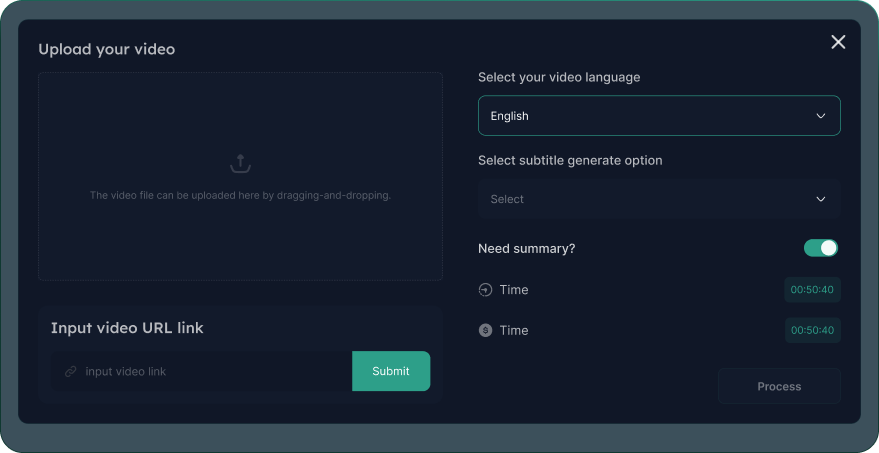 Upload your video
The video file can be uploaded here by dragging-and-dropping.
Input video URL link
input video link
Submit
Select your video language
English
Select subtitle generate option
Select
Need summary?
Time
00:50:40
Time
00:50:40
Process